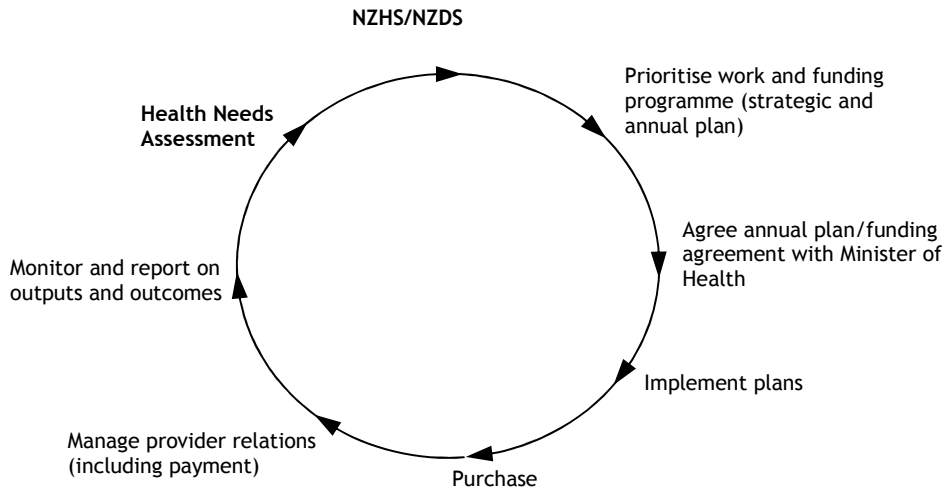 NZHS/NZDS
Prioritise work and funding
programme (strategic and
annual plan)
Agree annual plan/funding
agreement with Minister of
Health
Implement plans
Purchase
Manage provider relations
(including payment)
Monitor and report on
outputs and outcomes
Health Needs
Assessment